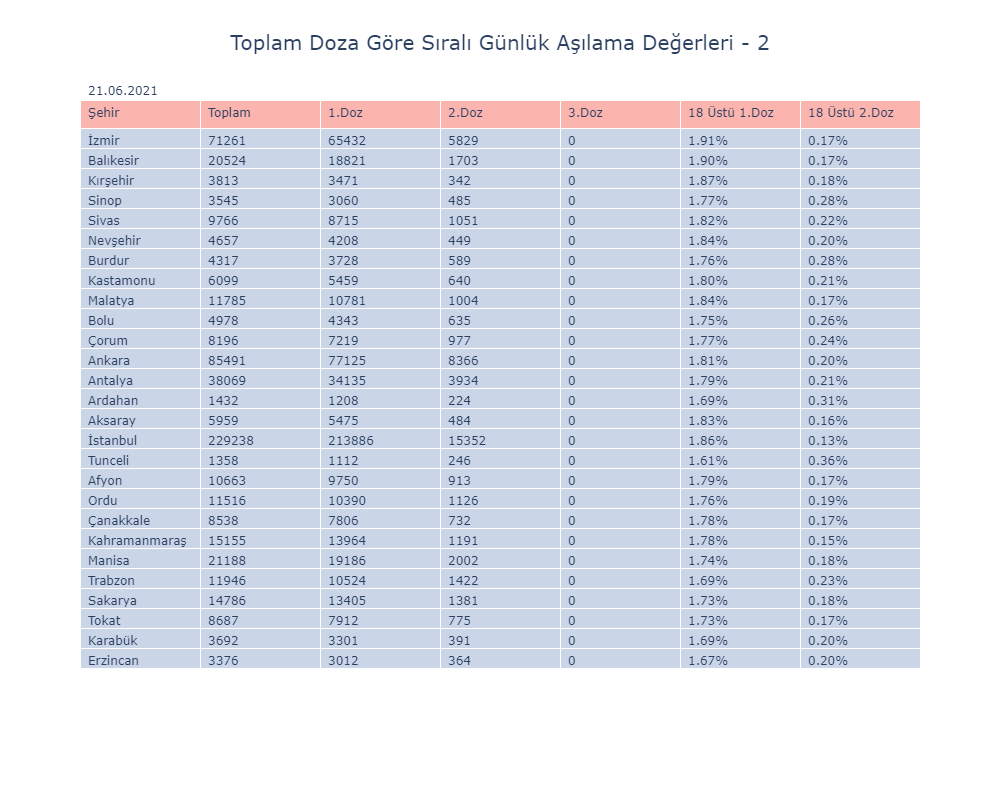 Toplam Doza Göre Sıralı Günlük Aşılama Değerleri - 2
21.06.2021
Şehir Toplam 1.Doz 2.Doz 3.Doz 18 Üstü 1.Doz 18 Üstü 2.Doz
İzmir 71261 65432 5829 0 1.91% 0.17%
Balıkesir 20524 18821 1703 0 1.90% 0.17%
Kırşehir 3813 3471 342 0 1.87% 0.18%
Sinop 3545 3060 485 0 1.77% 0.28%
Sivas 9766 8715 1051 0 1.82% 0.22%
Nevşehir 4657 4208 449 0 1.84% 0.20%
Burdur 4317 3728 589 0 1.76% 0.28%
Kastamonu 6099 5459 640 0 1.80% 0.21%
Malatya 11785 10781 1004 0 1.84% 0.17%
Bolu 4978 4343 635 0 1.75% 0.26%
Çorum 8196 7219 977 0 1.77% 0.24%
Ankara 85491 77125 8366 0 1.81% 0.20%
Antalya 38069 34135 3934 0 1.79% 0.21%
Ardahan 1432 1208 224 0 1.69% 0.31%
Aksaray 5959 5475 484 0 1.83% 0.16%
İstanbul 229238 213886 15352 0 1.86% 0.13%
Tunceli 1358 1112 246 0 1.61% 0.36%
Afyon 10663 9750 913 0 1.79% 0.17%
Ordu 11516 10390 1126 0 1.76% 0.19%
Çanakkale 8538 7806 732 0 1.78% 0.17%
Kahramanmaraş 15155 13964 1191 0 1.78% 0.15%
Manisa 21188 19186 2002 0 1.74% 0.18%
Trabzon 11946 10524 1422 0 1.69% 0.23%
Sakarya 14786 13405 1381 0 1.73% 0.18%
Tokat 8687 7912 775 0 1.73% 0.17%
Karabük 3692 3301 391 0 1.69% 0.20%
Erzincan 3376 3012 364 0 1.67% 0.20%